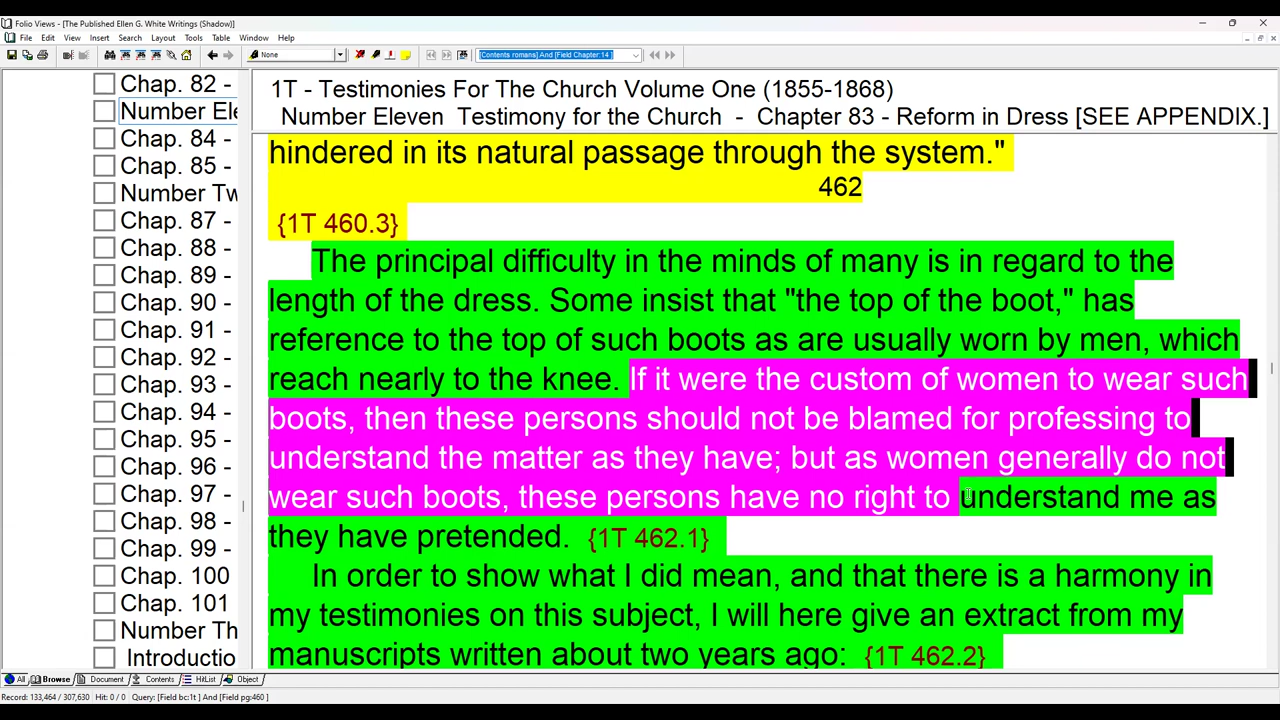 Folio Views - [The Published Ellen G. White Writings (Shadow)]
File Edit View Insert Search Layout Tools Table Window Help
None
[Contents romans] And [Field Chapter:14 ]
Chap. 82 -
Number Ele
Chap. 84 -
Chap. 85 -
Number Tw
Chap. 87 -
Chap. 88 -
Chap. 89 -
Chap. 90 -
Chap. 91 -
Chap. 92 -
Chap. 93 -
Chap. 94 -
Chap. 95 -
Chap. 96 -
Chap. 97 -
Chap. 98 -
Chap. 99 -
Chap. 100
Chap. 101
Number Th
Introductio
1T - Testimonies For The Church Volume One (1855-1868)
Number Eleven Testimony for the Church - Chapter 83 - Reform in Dress [SEE APPENDIX.]
hindered in its natural passage through the system."
462
{1T 460.3}
The principal difficulty in the minds of many is in regard to the
length of the dress. Some insist that "the top of the boot," has
reference to the top of such boots as are usually worn by men, which
reach nearly to the knee. If it were the custom of women to wear such
boots, then these persons should not be blamed for professing to
understand the matter as they have; but as women generally do not
wear such boots, these persons have no right to understand me as
they have pretended. {1T 462.1}
In order to show what I did mean, and that there is a harmony in
my testimonies on this subject, I will here give an extract from my
manuscripts written about two years ago: {1T 462.2}
All Browse Document Contents HitList Object
Record: 133,464 / 307,630 Hit: 0 / 0 Query: [Field bc:1t ] And [Field pg:460 ]